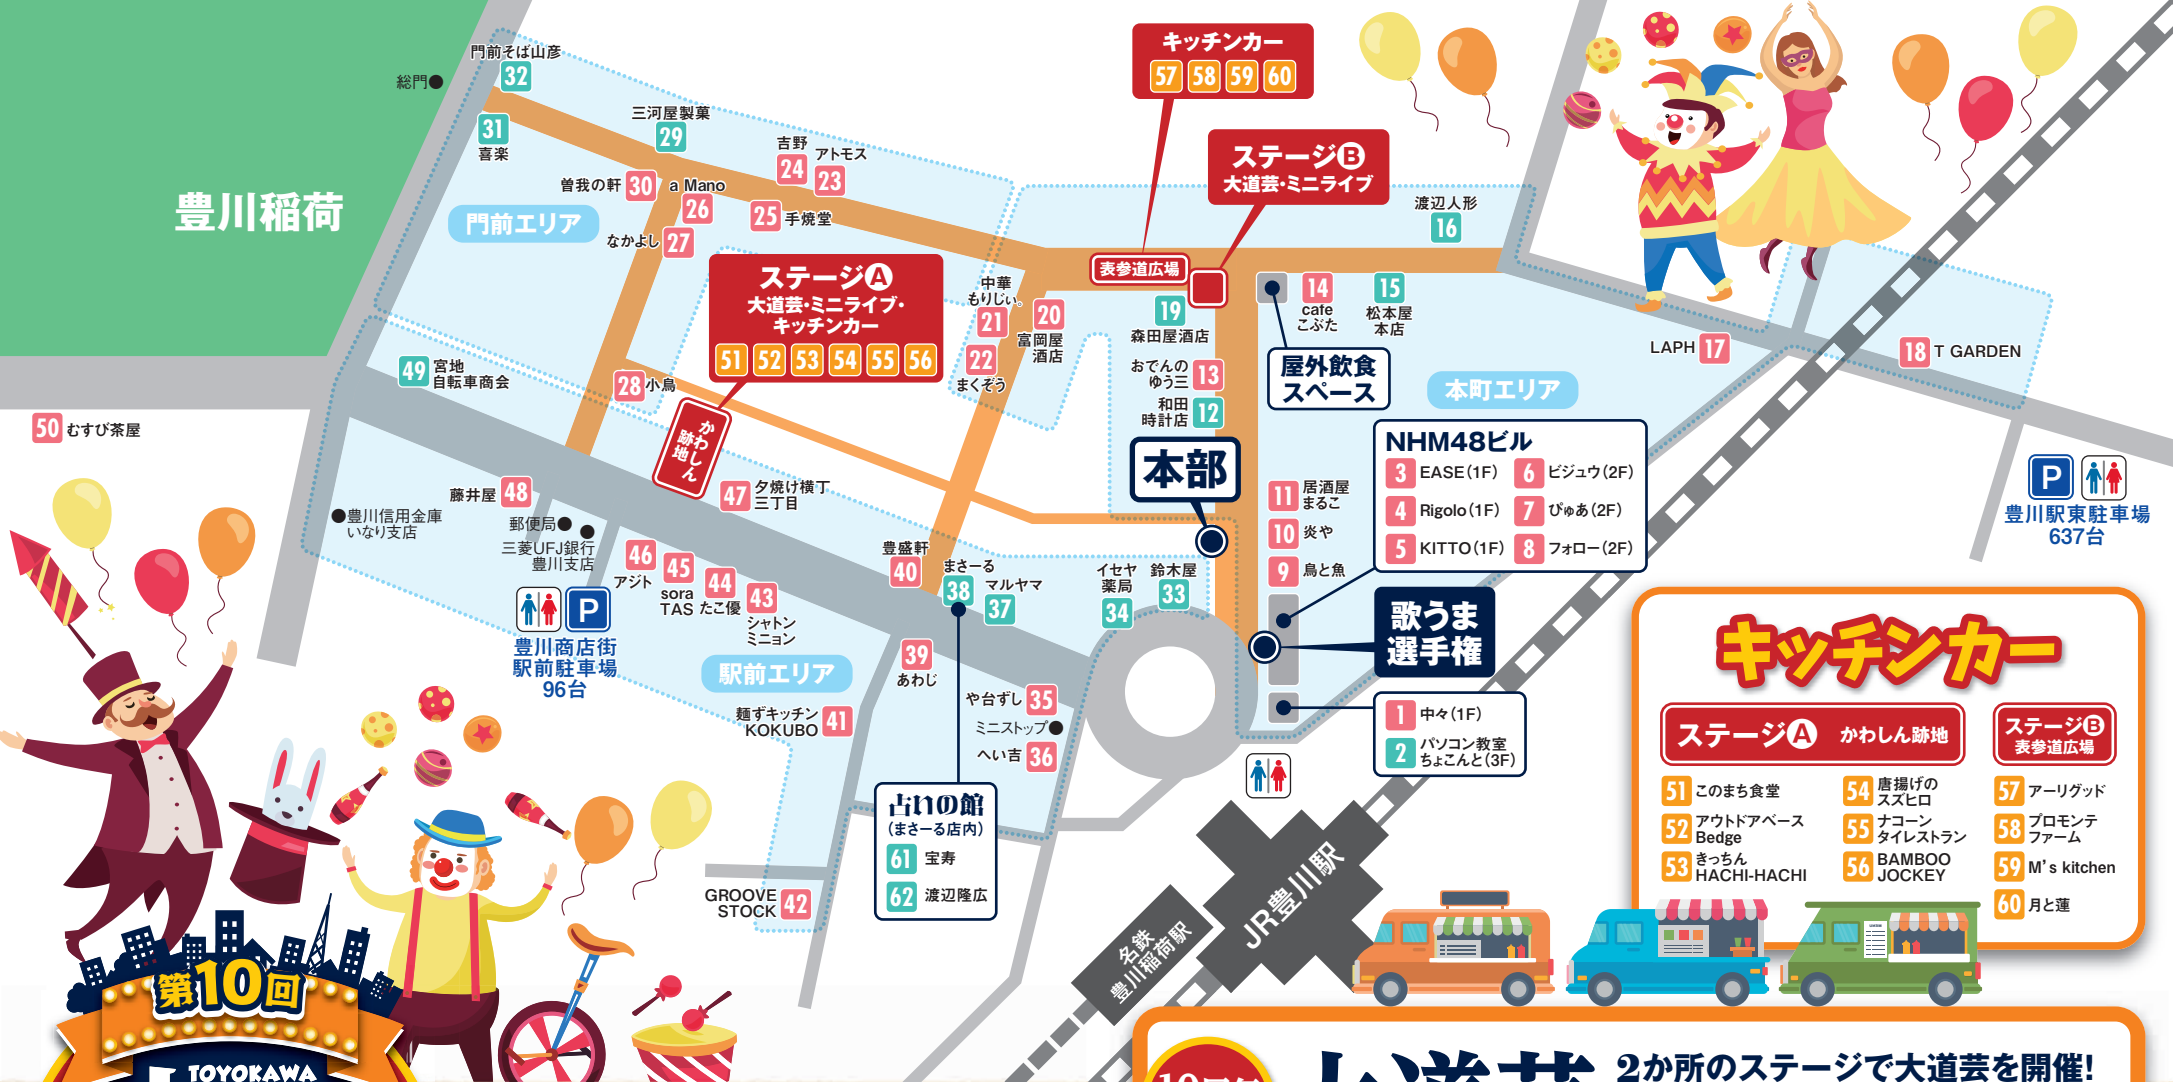 豊川稲荷
総門●
門前そば山彦
32
31
喜楽
三河屋製菓
29
曽我の軒 30
a Mano
26
なかよし 27
吉野
24
アトモス
23
25 手焼堂
門前エリア
キッチンカー
57 58 59 60
ステージB
大道芸・ミニライブ
表参道広場
渡辺人形
16
ステージA
大道芸・ミニライブ・
キッチンカー
51 52 53 54 55 56
中華
もりじぃ。
21
22
まくぞう
20
富岡屋
酒店
19
森田屋酒店
14
cafe
こぶた
15
松本屋
本店
屋外飲食
スペース
おでんの
ゆう三 13
和田
時計店 12
本町エリア
LAPH 17
18 T GARDEN
49 宮地
自転車商会
28 小鳥
かわしん
跡地
50 むすび茶屋
●豊川信用金庫
いなり支店
藤井屋 48
郵便局●
●
三菱UFJ銀行
豊川支店
47 夕焼け横丁
三丁目
本部
11 居酒屋
まるこ
10 炎や
9 鳥と魚
NHM48ビル
3 EASE(1F)
6 ビジュウ(2F)
4 Rigolo(1F)
7 ぴゅあ(2F)
5 KITTO(1F)
8 フォロー(2F)
P
豊川駅東駐車場
637台
46
アジト
45
sora
TAS
44
たこ優
43
シャトン
ミニョン
豊盛軒
40
まさーる
38
マルヤマ
37
イセヤ
薬局
34
鈴木屋
33
歌うま
選手権
P
豊川商店街
駅前駐車場
96台
駅前エリア
39
あわじ
麺ずキッチン
KOKUBO 41
や台ずし 35
ミニストップ●
へい吉 36
1 中々(1F)
2 パソコン教室
ちょこんと(3F)
占いの館
(まさーる店内)
61 宝寿
62 渡辺隆広
GROOVE
STOCK 42
名鉄
豊川稲荷駅
JR豊川駅
キッチンカー
ステージA かわしん跡地
51 このまち食堂
52 アウトドアベース
Bedge
53 きっちん
HACHI-HACHI
54 唐揚げの
スズヒロ
55 ナコーン
タイレストラン
56 BAMBOO
JOCKEY
ステージB
表参道広場
57 アーリグッド
58 プロモンテ
ファーム
59 M's kitchen
60 月と蓮
第10回
TOYOKAWA
大道芸
2か所のステージで大道芸を開催!